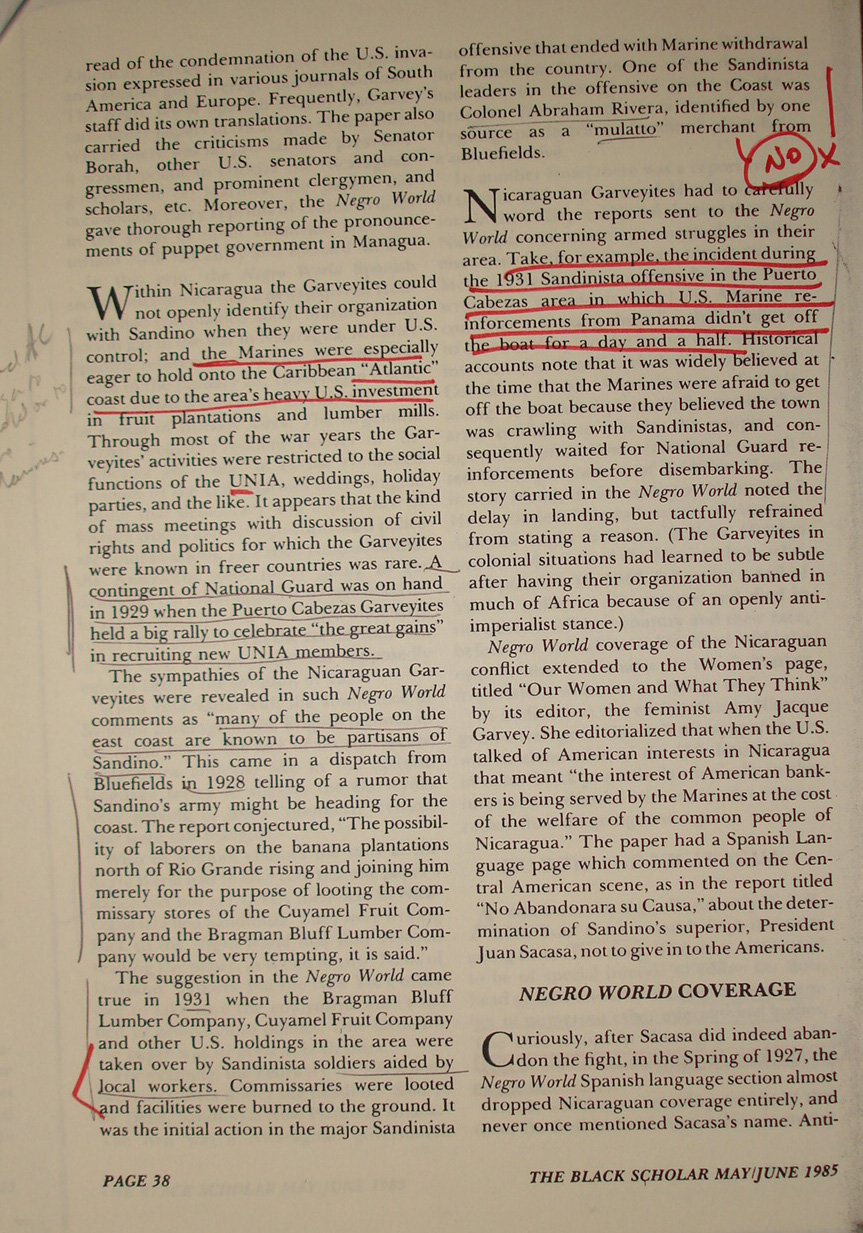 read of the condemnation of the U.S. inva-
sion expressed in various journals of South
America and Europe. Frequently, Garvey's
staff did its own translations. The paper also
carried the criticisms made by Senator
Borah, other U.S. senators and con-
gressmen, and prominent clergymen, and
scholars, etc. Moreover, the Negro World
gave thorough reporting of the pronounce-
ments of puppet government in Managua.
Within Nicaragua the Garveyites could
not openly identify their organization
with Sandino when they were under U.S.
control; and the Marines were especially
eager to hold onto the Caribbean "Atlantic"
coast due to the area's heavy U.S. investment
in fruit plantations and lumber mills.
Through most of the war years the Gar-
veyites' activities were restricted to the social
functions of the UNIA, weddings, holiday
parties, and the like. It appears that the kind
of mass meetings with discussion of civil
rights and politics for which the Garveyites
were known in freer countries was rare. A
contingent of National Guard was on hand
in 1929 when the Puerto Cabezas Garveyites
held a big rally to celebrate "the great gains"
in recruiting new UNIA members.
The sympathies of the Nicaraguan Gar-
veyites were revealed in such Negro World
comments as "many of the people on the
east coast are known to be partisans of
Sandino." This came in a dispatch from
Bluefields in 1928 telling of a rumor that
Sandino's army might be heading for the
coast. The report conjectured, "The possibil-
ity of laborers on the banana plantations
north of Rio Grande rising and joining him
merely for the purpose of looting the com-
missary stores of the Cuyamel Fruit Com-
pany and the Bragman Bluff Lumber Com-
pany would be very tempting, it is said."
The suggestion in the Negro World came
true in 1931 when the Bragman Bluff
Lumber Company, Cuyamel Fruit Company
and other U.S. holdings in the area were
taken over by Sandinista soldiers aided by
local workers. Commissaries were looted
and facilities were burned to the ground. It
was the initial action in the major Sandinista
offensive that ended with Marine withdrawal
from the country. One of the Sandinista
leaders in the offensive on the Coast was
Colonel Abraham Rivera, identified by one
source as a "mulatto" merchant from
Bluefields.
NO X
Nicaraguan Garveyites had to carefully
word the reports sent to the Negro
World concerning armed struggles in their
area. Take, for example, the incident during
the 1931 Sandinista offensive in the Puerto
Cabezas area in which U.S. Marine re-
inforcements from Panama didn't get off
the boat for a day and a half. Historical
accounts note that it was widely believed at
the time that the Marines were afraid to get
off the boat because they believed the town
was crawling with Sandinistas, and con-
sequently waited for National Guard re-
inforcements before disembarking. The
story carried in the Negro World noted the
delay in landing, but tactfully refrained
from stating a reason. (The Garveyites in
colonial situations had learned to be subtle
after having their organization banned in
much of Africa because of an openly anti-
imperialist stance.)
Negro World coverage of the Nicaraguan
conflict extended to the Women's page,
titled "Our Women and What They Think"
by its editor, the feminist Amy Jacque
Garvey. She editorialized that when the U.S.
talked of American interests in Nicaragua
that meant "the interest of American bank-
ers is being served by the Marines at the cost
of the welfare of the common people of
Nicaragua." The paper had a Spanish Lan-
guage page which commented on the Cen-
tral American scene, as in the report titled
"No Abandonara su Causa," about the deter-
mination of Sandino's superior, President
Juan Sacasa, not to give in to the Americans.
NEGRO WORLD COVERAGE
Curiously, after Sacasa did indeed aban-
don the fight, in the Spring of 1927, the
Negro World Spanish language section almost
dropped Nicaraguan coverage entirely, and
never once mentioned Sacasa's name. Anti-
PAGE 38
THE BLACK SCHOLAR MAY/JUNE 1985